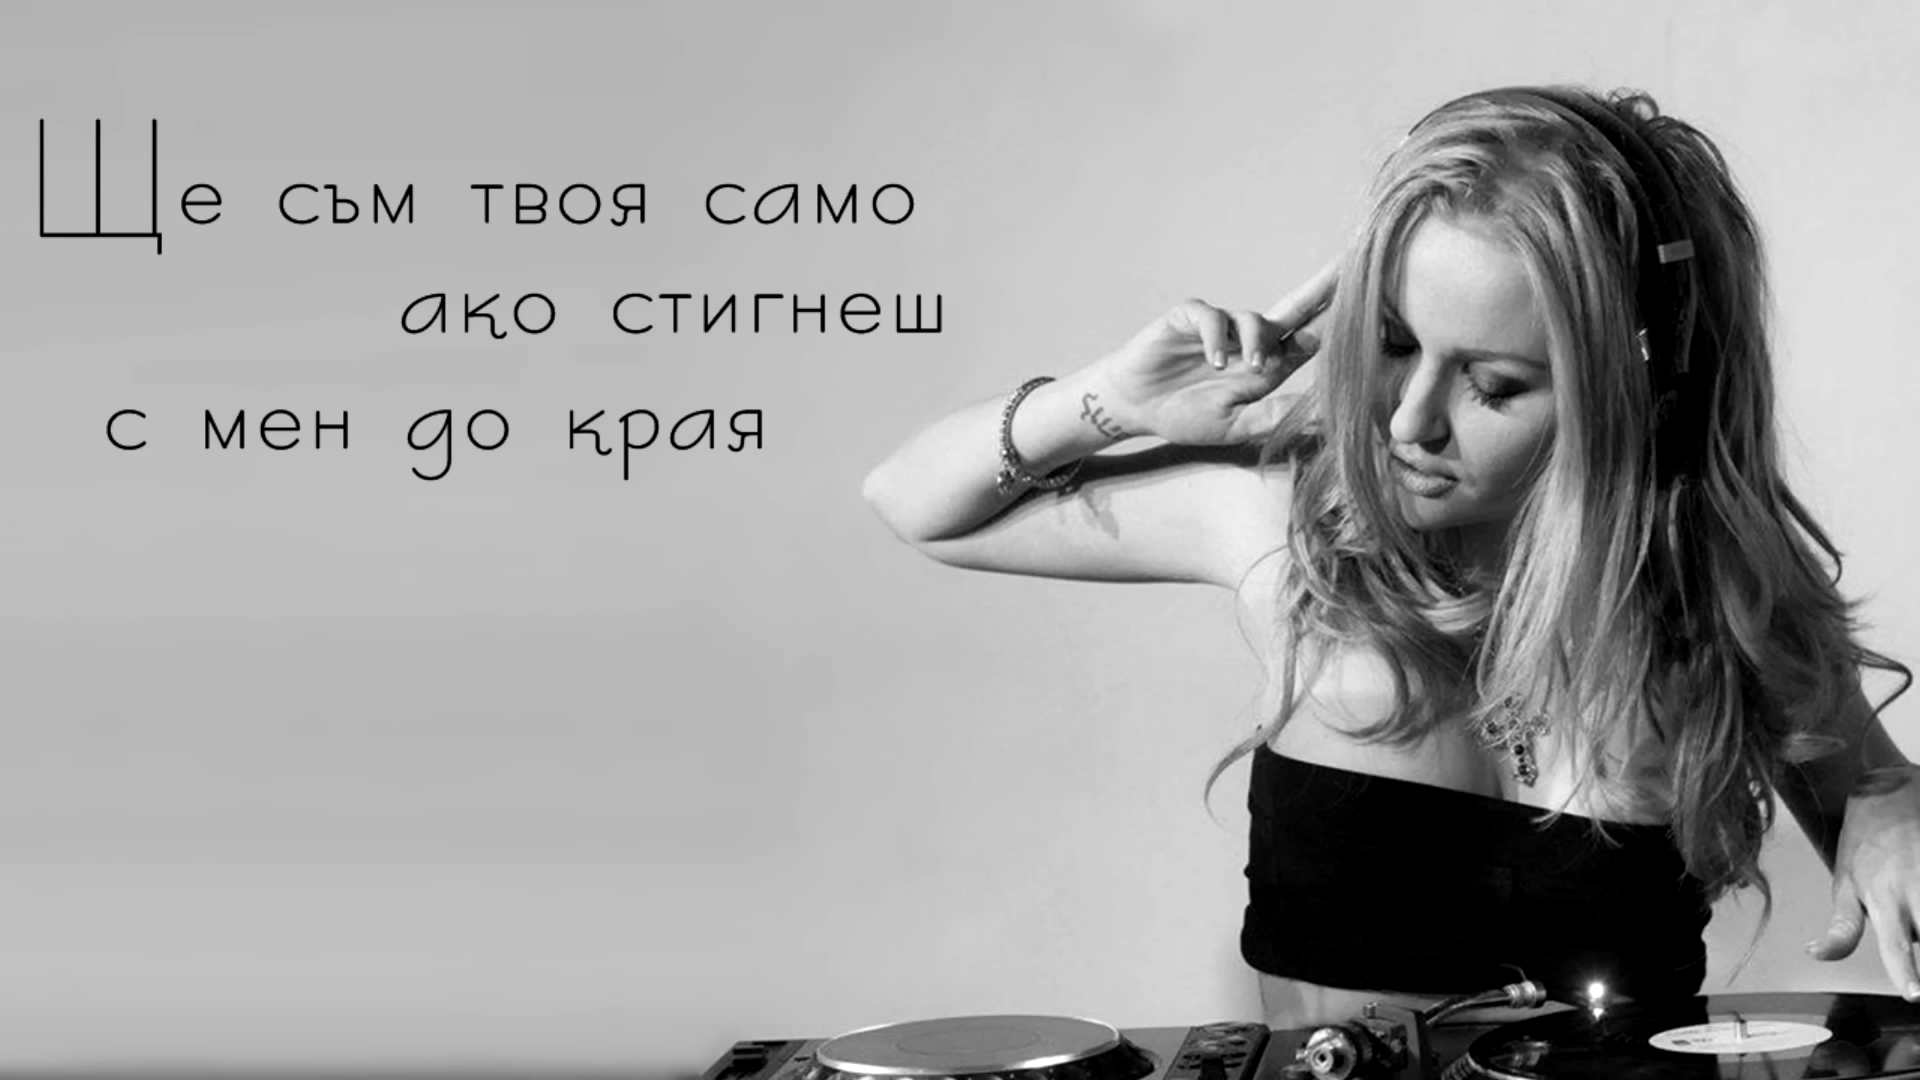 Ще съм твоя само
ако стигнеш
с мен до края